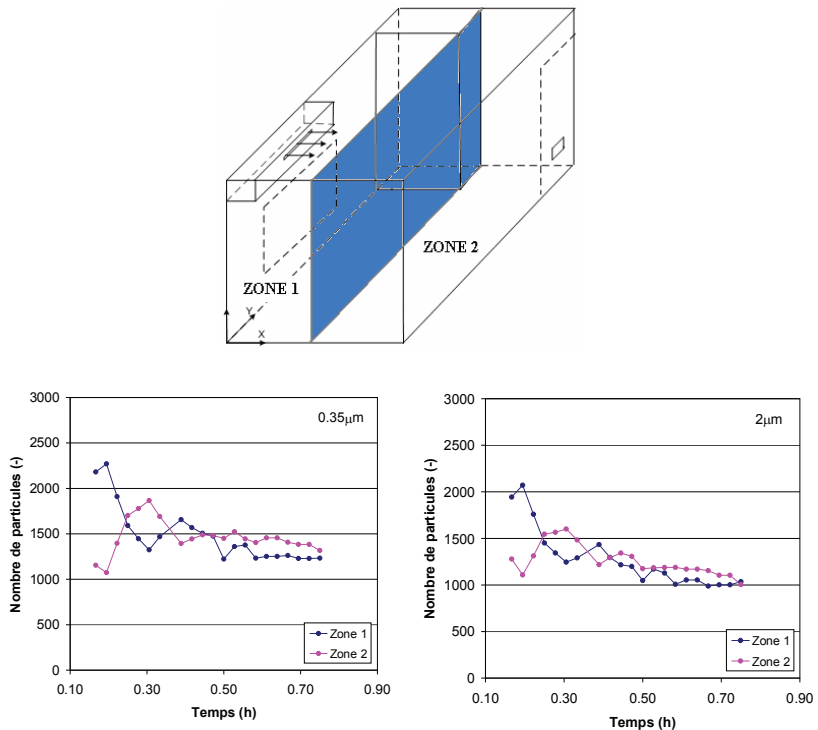 ZONE 2
ZONE 1
Y
X
3000
2500
2000
1500
1000
500
0
0.10 0.30 0.50 0.70 0.90
Nombre de particules (-)
Temps (h)
0.35µm
Zone 1
Zone 2
3000
2500
2000
1500
1000
500
0
0.10 0.30 0.50 0.70 0.90
Nombre de particules (-)
Temps (h)
2µm
Zone 1
Zone 2